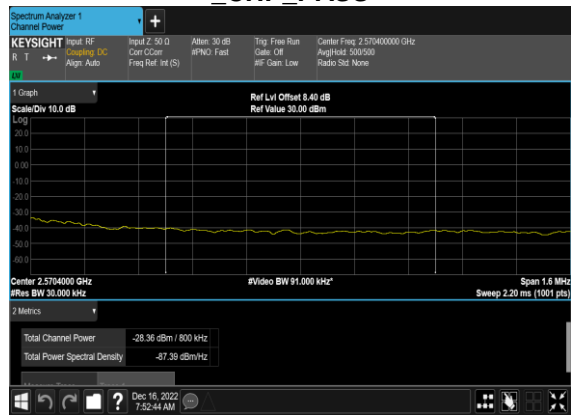 Spectrum Analyzer 1
Channel Power
KEYSIGHT
R T
Input: RF
Coupling: DC
Align: Auto
Input Z: 50 Ω
Corr CCorr
Freq Ref: Int (S)
Atten: 30 dB
#PNO: Fast
Trig: Free Run
Gate: Off
#IF Gain: Low
Center Freq: 2.570400000 GHz
Avg|Hold: 500/500
Radio Std: None
1 Graph
Scale/Div 10.0 dB
Ref Lvl Offset 8.40 dB
Ref Value 30.00 dBm
Log
20.0
10.0
0.00
-10.0
-20.0
-30.0
-40.0
-50.0
-60.0
Center 2.5704000 GHz
#Res BW 30.000 kHz
#Video BW 91.000 kHz*
Span 1.6 MHz
Sweep 2.20 ms (1001 pts)
2 Metrics
Total Channel Power -28.36 dBm / 800 kHz
Total Power Spectral Density -87.39 dBm/Hz
Dec 16, 2022
7:52:44 AM